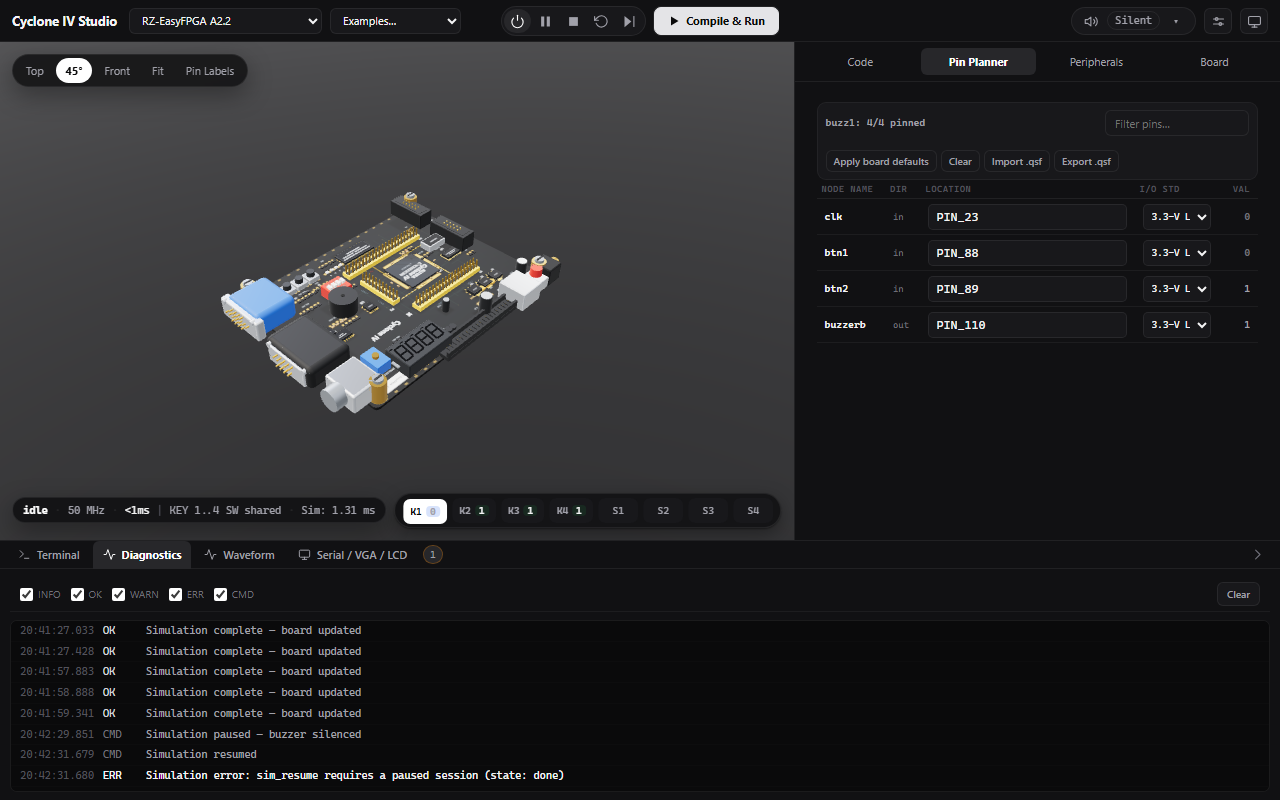 Cyclone IV Studio
RZ-EasyFPGA A2.2
Examples...
Compile & Run
Silent
Top
45°
Front
Fit
Pin Labels
Code
Pin Planner
Peripherals
Board
buzz1: 4/4 pinned
Filter pins...
Apply board defaults
Clear
Import .qsf
Export .qsf
NODE NAME DIR LOCATION I/O STD VAL
clk in PIN_23 3.3-V L 0
btn1 in PIN_88 3.3-V L 0
btn2 in PIN_89 3.3-V L 1
buzzerb out PIN_110 3.3-V L 1
Cyclone IV
idle · 50 MHz · <1ms | KEY 1..4 SW shared · Sim: 1.31 ms
K1 0 K2 1 K3 1 K4 1 S1 S2 S3 S4
Terminal
Diagnostics
Waveform
Serial / VGA / LCD
1
INFO OK WARN ERR CMD
Clear
20:41:27.033 OK Simulation complete — board updated
20:41:27.428 OK Simulation complete — board updated
20:41:57.883 OK Simulation complete — board updated
20:41:58.888 OK Simulation complete — board updated
20:41:59.341 OK Simulation complete — board updated
20:42:29.851 CMD Simulation paused — buzzer silenced
20:42:31.679 CMD Simulation resumed
20:42:31.680 ERR Simulation error: sim_resume requires a paused session (state: done)